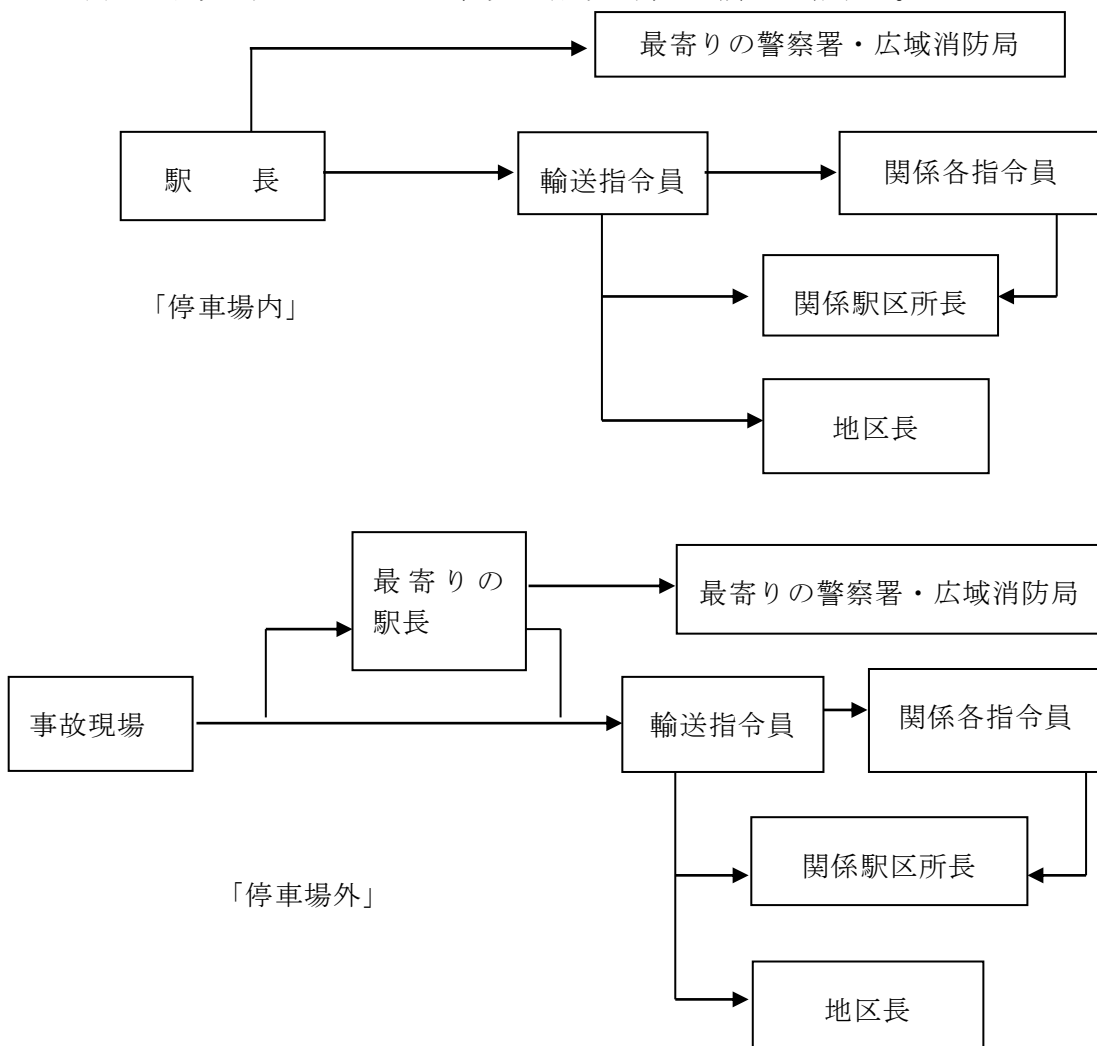 最寄りの警察署・広域消防局
駅　　長
輸送指令員
関係各指令員
「停車場内」
関係駅区所長
地区長
最寄りの
駅長
最寄りの警察署・広域消防局
事故現場
輸送指令員
関係各指令員
関係駅区所長
「停車場外」
地区長